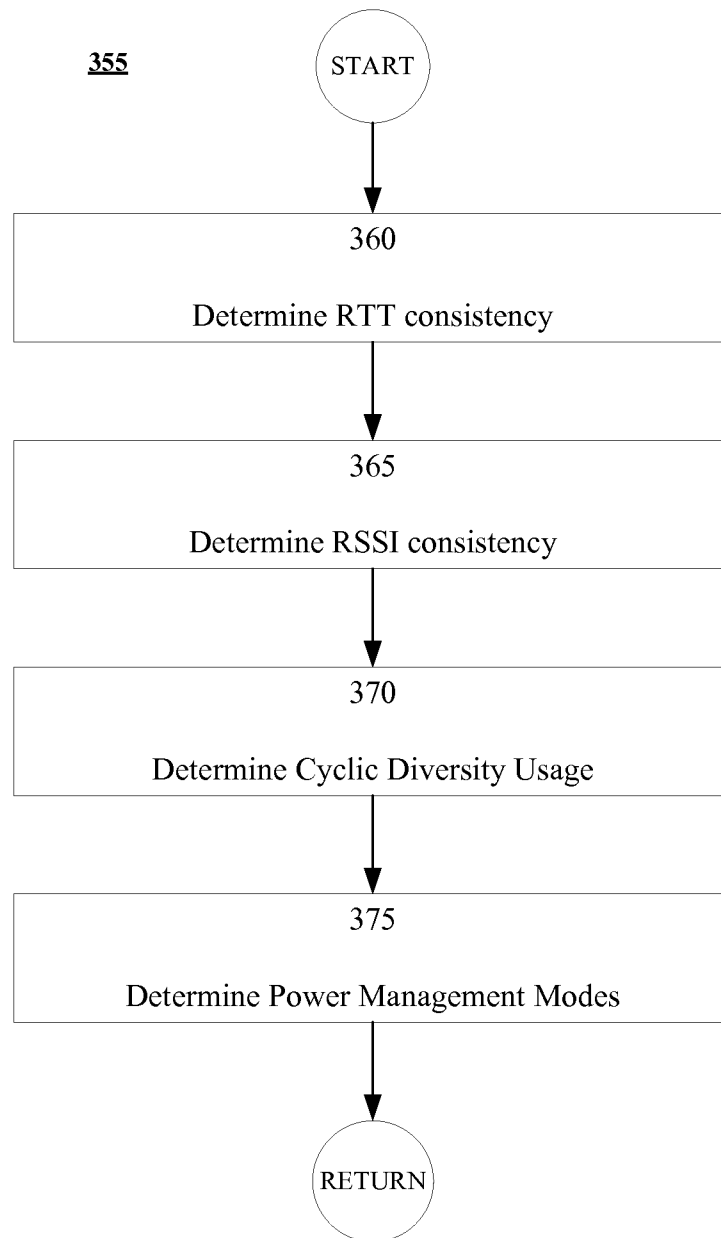 355
START
360
Determine RTT consistency
365
Determine RSSI consistency
370
Determine Cyclic Diversity Usage
375
Determine Power Management Modes
RETURN